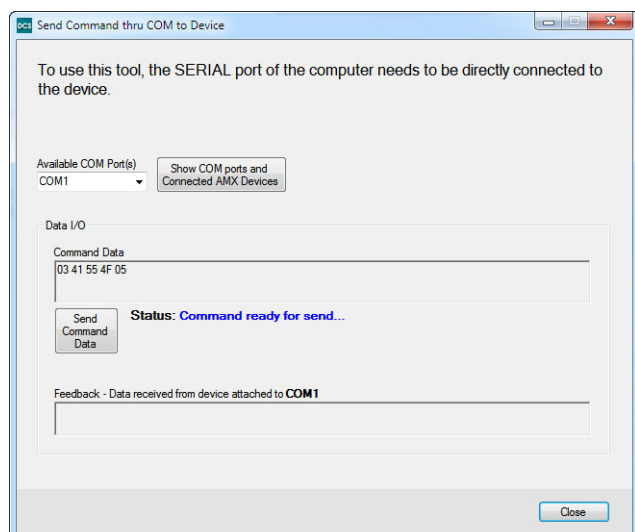 DCS Send Command thru COM to Device
To use this tool, the SERIAL port of the computer needs to be directly connected to
the device.
Available COM Port(s)
COM1
Show COM ports and
Connected AMX Devices
Data I/O
Command Data
03 41 55 4F 05
Send
Command
Data
Status: Command ready for send...
Feedback - Data received from device attached to COM1
Close